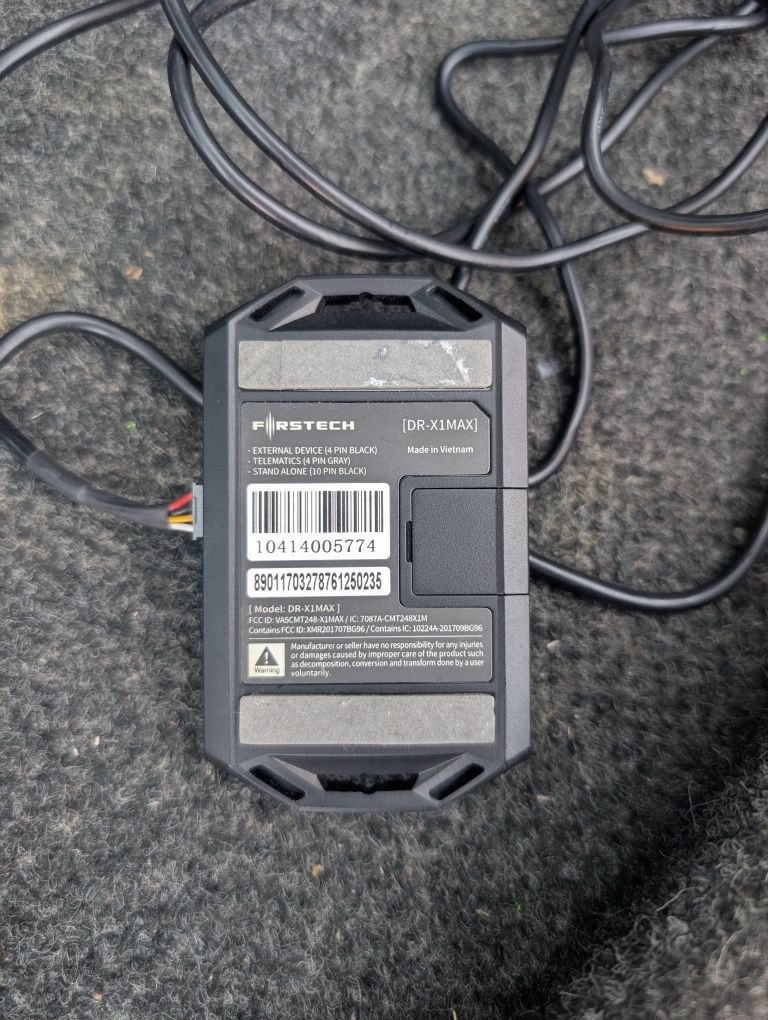 FIRSTECH
[DR-X1MAX]
· EXTERNAL DEVICE (4 PIN BLACK)
Made in Vietnam
· TELEMATICS (4 PIN GRAY)
· STAND ALONE (10 PIN BLACK)
10414005774
89011703278761250235
[ Model: DR-X1MAX ]
FCC ID: VA5CMT248-X1MAX / IC: 7087A-CMT248X1M
Contains FCC ID: XMR201707BG96 / Contains IC: 10224A-201709BG96
Manufacturer or seller have no responsibility for any injuries
or damages caused by improper care of the product such
as decomposition, conversion and transform done by a user
voluntarily.
Warning